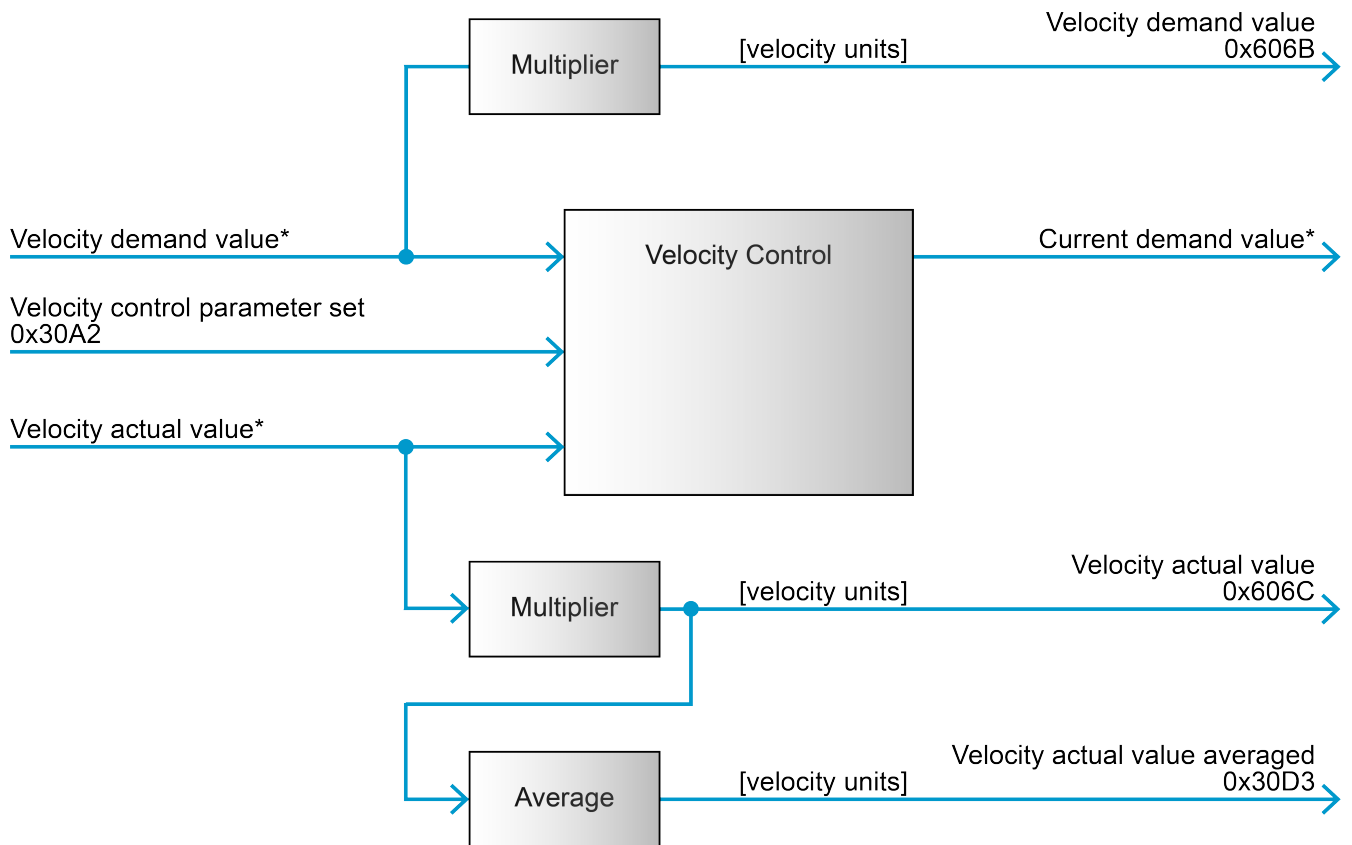 Velocity demand value
Multiplier
[velocity units]
0x606B
Velocity demand value*
Velocity Control
Current demand value*
Velocity control parameter set
0x30A2
Velocity actual value*
Velocity actual value
Multiplier
[velocity units]
0x606C
Velocity actual value averaged
Average
[velocity units]
0x30D3